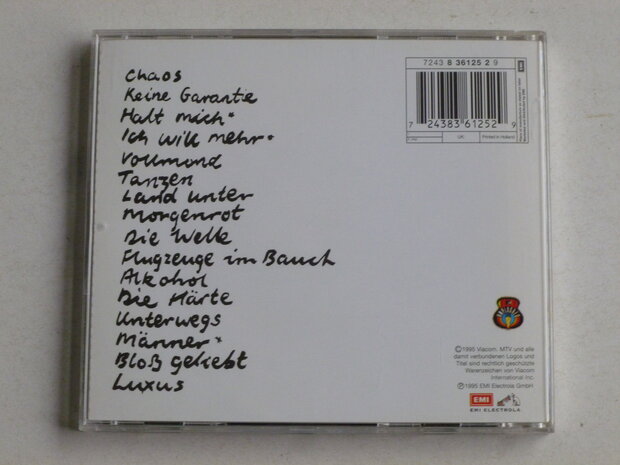 7243 8 36125 2 9
chaos
Keine Garantie
Halt mich*
Ich will mehr*
Vollmond
Tanzen
Land unter
Morgenrot
Die Welle
Flugzeuge im Bauch
Alkohol
Die Härte
Unterwegs
Männer*
Bloß geliebt
Luxus
7 24383 61252 9
UK:
Printed in Holland
©1995 Viacom. MTV und alle
damit verbundenen Logos und
Titel sind rechtlich geschützte
Warenzeichen von Viacom
International Inc.
℗1995 EMI Electrola GmbH
EMI
EMI ELECTROLA